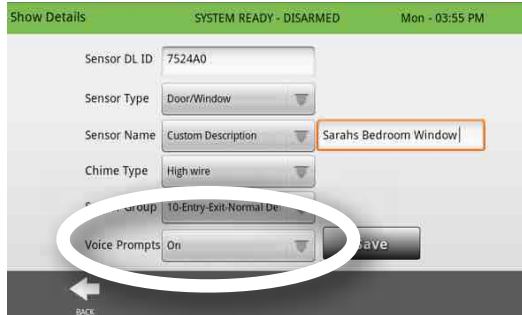 Show Details SYSTEM READY - DISARMED Mon - 03:55 PM
Sensor DL ID 7524A0
Sensor Type Door/Window
Sensor Name Custom Description Sarahs Bedroom Window
Chime Type High wire
Group 10-Entry-Exit-Normal De
Voice Prompts On
BACK